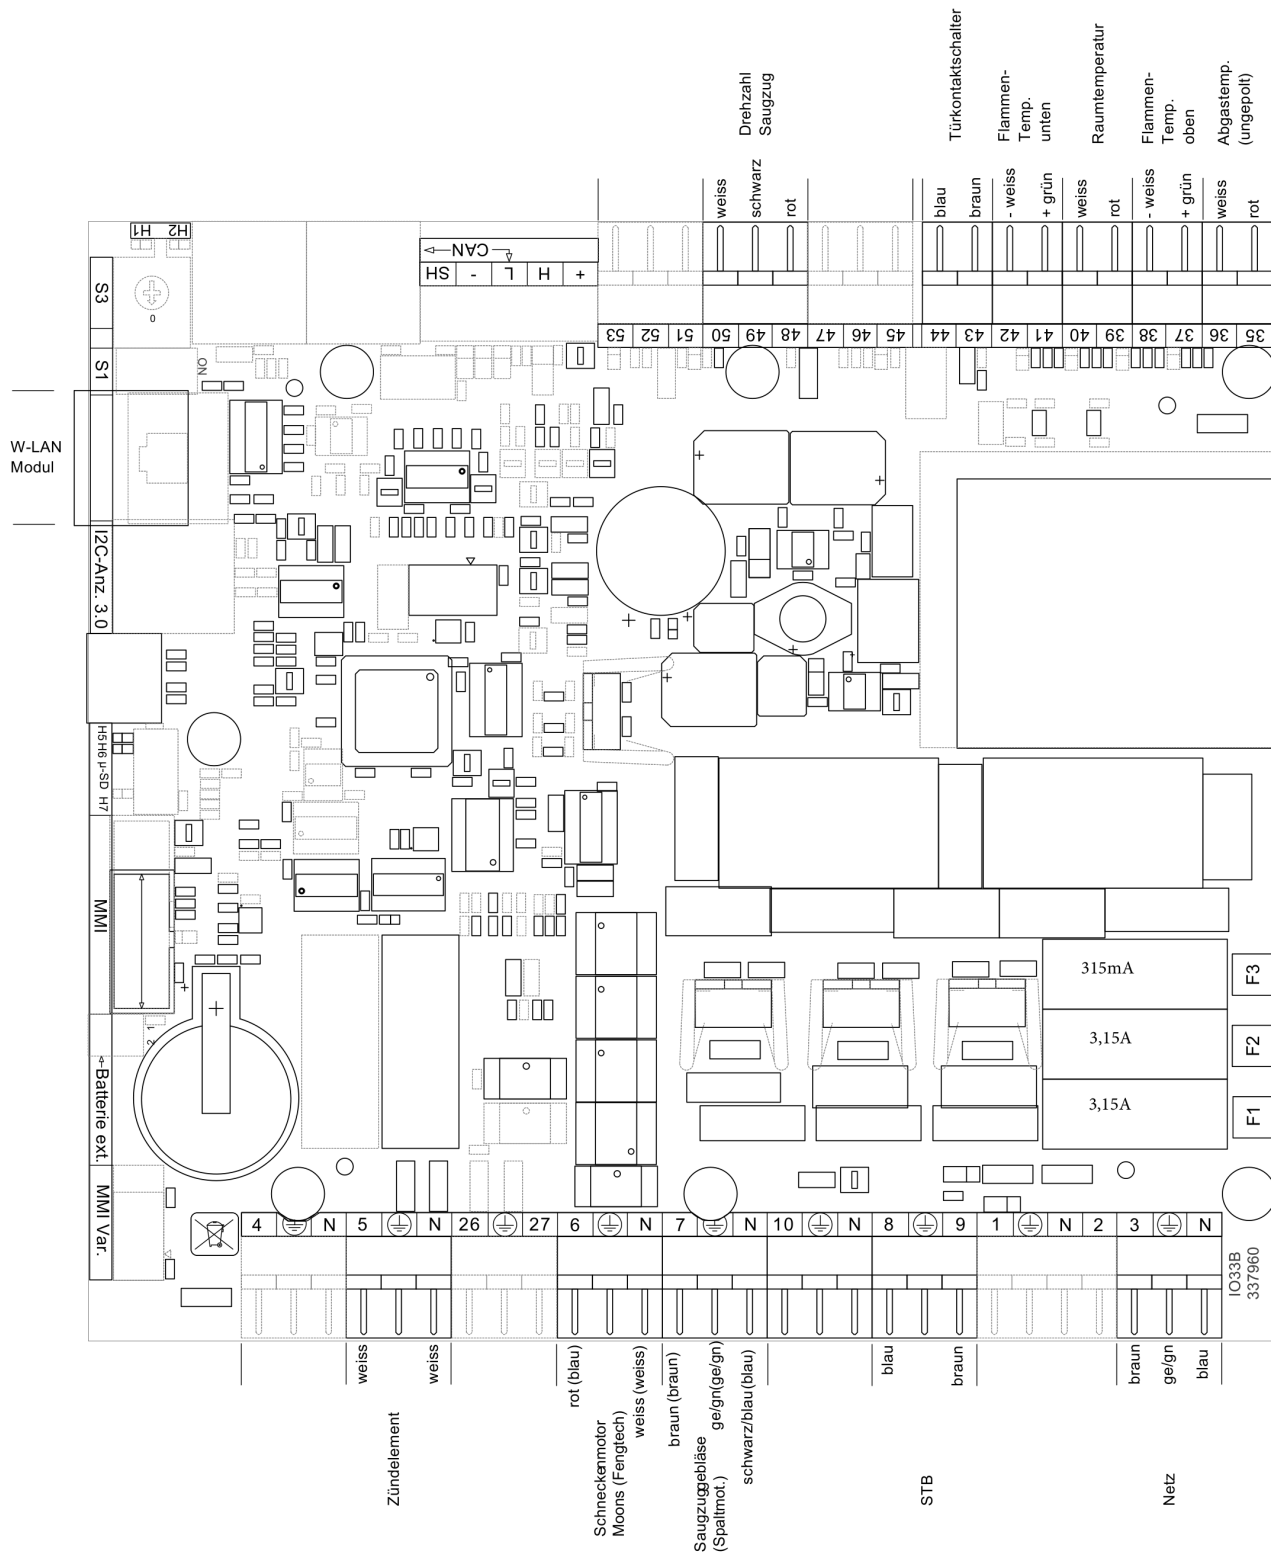 Drehzahl
Saugzug
Türkontaktschalter
Flammen-
Temp.
unten
Raumtemperatur
Flammen-
Temp.
oben
Abgastemp.
(ungepolt)
weiss
schwarz
rot
blau
braun
- weiss
+ grün
weiss
rot
- weiss
+ grün
weiss
rot
H1
H2
CAN
SH
-
L
H
+
53
52
51
50
49
48
47
46
45
44
43
42
41
40
39
38
37
36
35
S3
0
S1
ON
W-LAN
Modul
I2C-Anz. 3.0
H5H6 µ-SD H7
MMI
2 1
Batterie ext.
MMI Var.
+
+
+
+
+
+
+
+
315mA
F3
3,15A
F2
3,15A
F1
4
N
5
N
26
27
6
N
7
N
10
N
8
9
1
N
2
3
N
IO33B
337960
weiss
weiss
rot (blau)
weiss (weiss)
braun (braun)
ge/gn(ge/gn)
schwarz/blau (blau)
blau
braun
braun
ge/gn
blau
Zündelement
Schneckenmotor
Moons (Fengtech)
Saugzuggebläse
(Spaltmot.)
STB
Netz